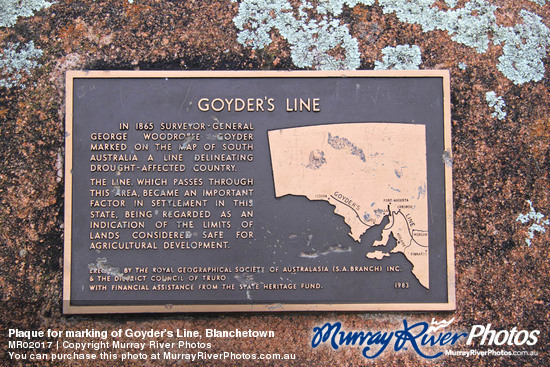 GOYDER'S LINE
IN 1865 SURVEYOR-GENERAL
GEORGE WOODROFFE GOYDER
MARKED ON THE MAP OF SOUTH
AUSTRALIA A LINE DELINEATING
DROUGHT-AFFECTED COUNTRY.
THE LINE, WHICH PASSES THROUGH
THIS AREA, BECAME AN IMPORTANT
FACTOR IN SETTLEMENT IN THIS
STATE, BEING REGARDED AS AN
INDICATION OF THE LIMITS OF
LANDS CONSIDERED SAFE FOR
AGRICULTURAL DEVELOPMENT.
GOYDER'S
LINE
PORT AUGUSTA
PINNAROO
ERECTED BY THE ROYAL GEOGRAPHICAL SOCIETY OF AUSTRALASIA (S.A.BRANCH) INC.
& THE DISTRICT COUNCIL OF TRURO
WITH FINANCIAL ASSISTANCE FROM THE STATE HERITAGE FUND.
1983
Plaque for marking of Goyder's Line, Blanchetown
MR02017 | Copyright Murray River Photos
You can purchase this photo at MurrayRiverPhotos.com.au
Murray River Photos
www.MurrayRiverPhotos.com.au